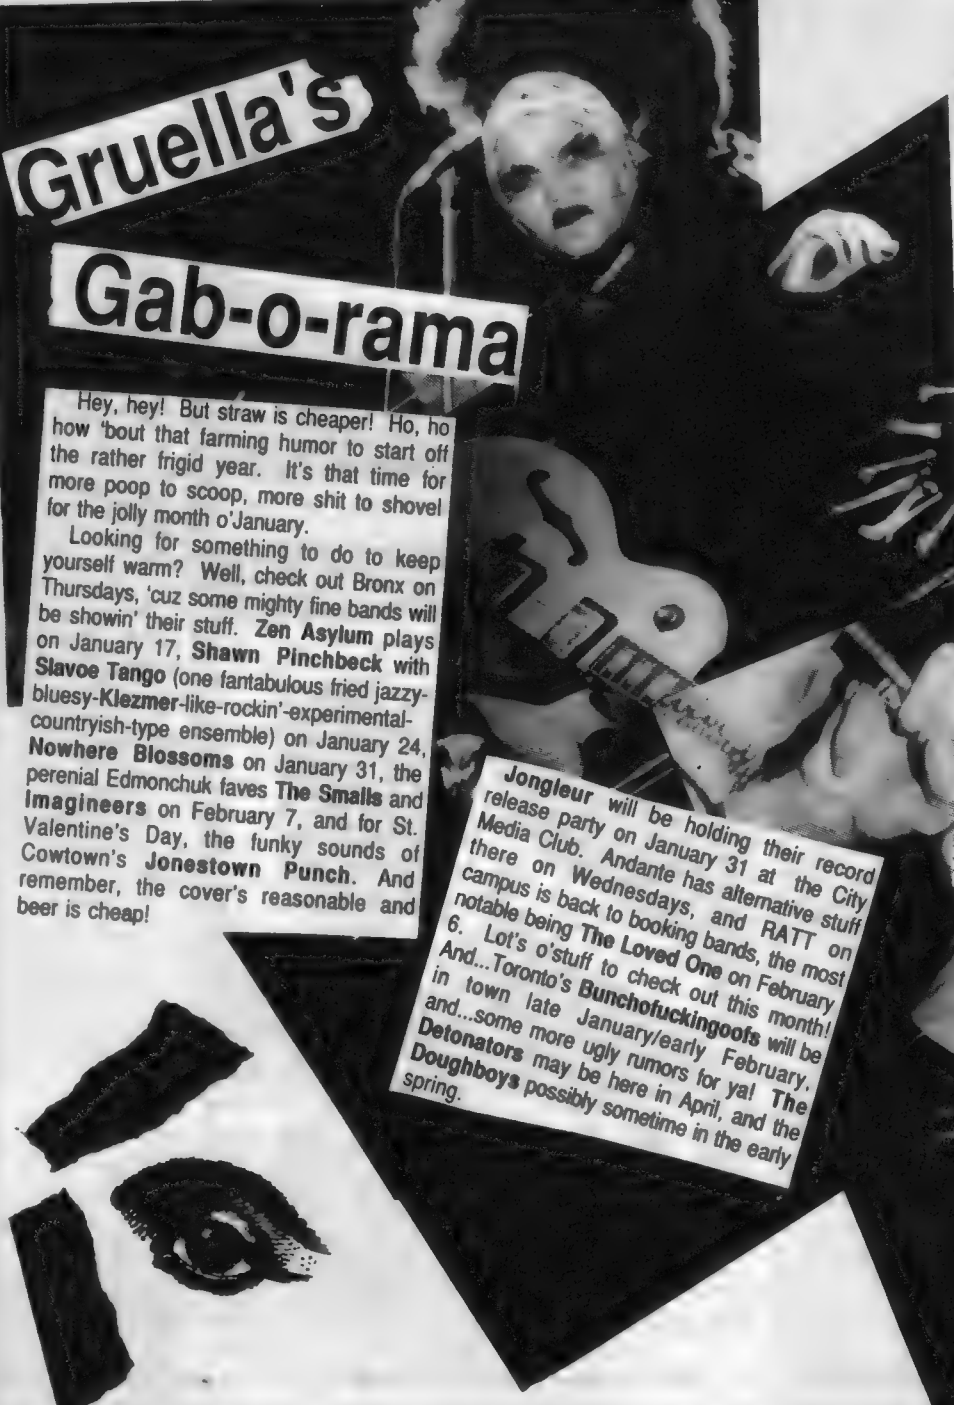 Gruella's
Gab-o-rama
Hey, hey! But straw is cheaper! Ho, ho
how 'bout that farming humor to start off
the rather frigid year. It's that time for
more poop to scoop, more shit to shovel
for the jolly month o'January.
Looking for something to do to keep
yourself warm? Well, check out Bronx on
Thursdays, 'cuz some mighty fine bands will
be showin' their stuff. Zen Asylum plays
on January 17, Shawn Pinchbeck with
Slavoe Tango (one fantabulous fried jazzy-
bluesy-Klezmer-like-rockin'-experimental-
countryish-type ensemble) on January 24,
Nowhere Blossoms on January 31, the
perenial Edmonchuk faves The Smalls and
Imagineers on February 7, and for St.
Valentine's Day, the funky sounds of
Cowtown's Jonestown Punch. And
remember, the cover's reasonable and
beer is cheap!
Jongleur will be holding their record
release party on January 31 at the City
Media Club. Andante has alternative stuff
there on Wednesdays, and RATT on
campus is back to booking bands, the most
notable being The Loved One on February
6. Lot's o'stuff to check out this month!
And...Toronto's Bunchofuckingoofs will be
in town late January/early February,
and...some more ugly rumors for ya! The
Detonators may be here in April, and the
Doughboys possibly sometime in the early
spring.